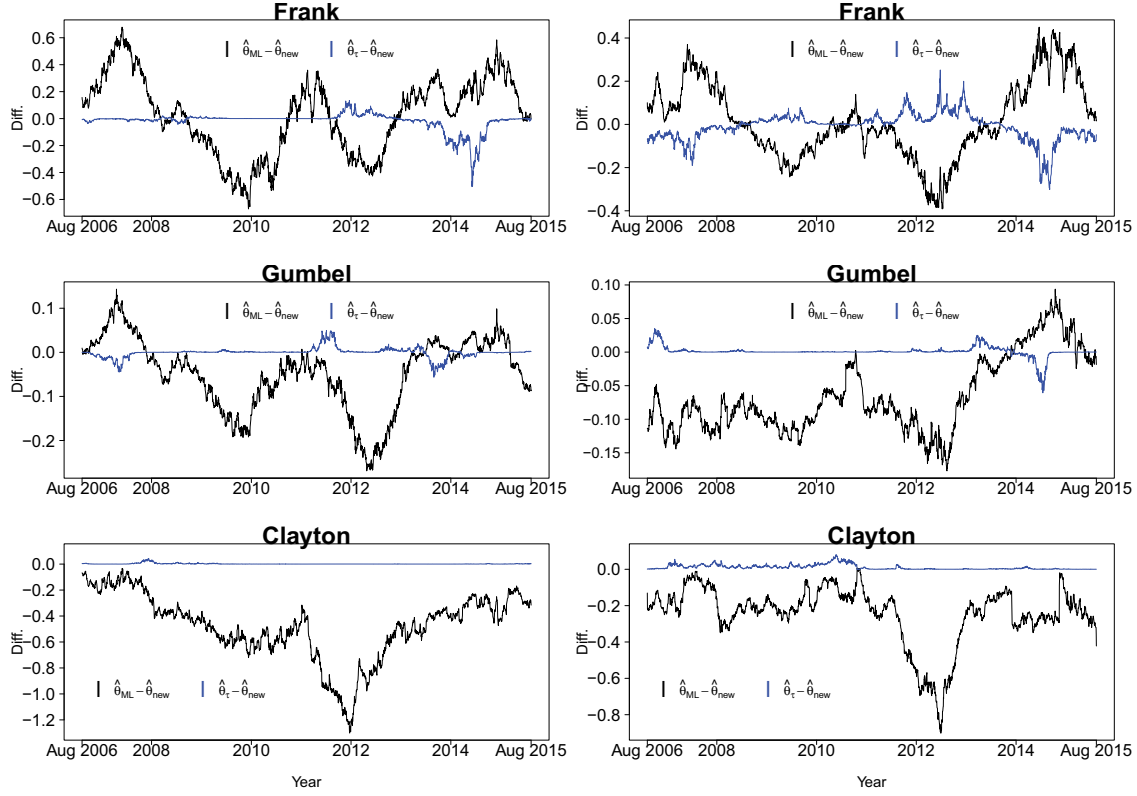 Frank
Diff.
0.6
0.4
0.2
0.0
−0.2
−0.4
−0.6
θ̂ML − θ̂new
θ̂τ − θ̂new
Aug 2006 2008 2010 2012 2014 Aug 2015
Frank
Diff.
0.4
0.2
0.0
−0.2
−0.4
θ̂ML − θ̂new
θ̂τ − θ̂new
Aug 2006 2008 2010 2012 2014 Aug 2015
Gumbel
Diff.
0.1
0.0
−0.1
−0.2
θ̂ML − θ̂new
θ̂τ − θ̂new
Aug 2006 2008 2010 2012 2014 Aug 2015
Gumbel
Diff.
0.10
0.05
0.00
−0.05
−0.10
−0.15
θ̂ML − θ̂new
θ̂τ − θ̂new
Aug 2006 2008 2010 2012 2014 Aug 2015
Clayton
Diff.
0.0
−0.2
−0.4
−0.6
−0.8
−1.0
−1.2
θ̂ML − θ̂new
θ̂τ − θ̂new
Aug 2006 2008 2010 2012 2014 Aug 2015
Year
Clayton
Diff.
0.0
−0.2
−0.4
−0.6
−0.8
θ̂ML − θ̂new
θ̂τ − θ̂new
Aug 2006 2008 2010 2012 2014 Aug 2015
Year